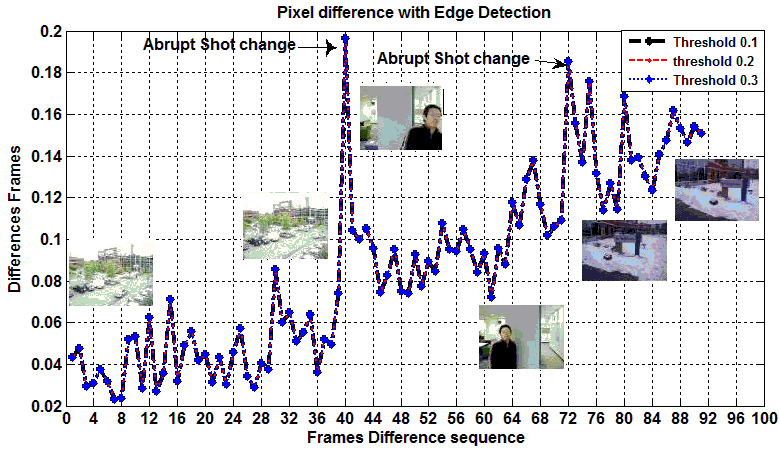 Pixel difference with Edge Detection
Abrupt Shot change
Abrupt Shot change
Threshold 0.1
threshold 0.2
Threshold 0.3
Differences Frames
0.2
0.18
0.16
0.14
0.12
0.1
0.08
0.06
0.04
0.02
0 4 8 12 16 20 24 28 32 36 40 44 48 52 56 60 64 68 72 76 80 84 88 92 96 100
Frames Difference sequence